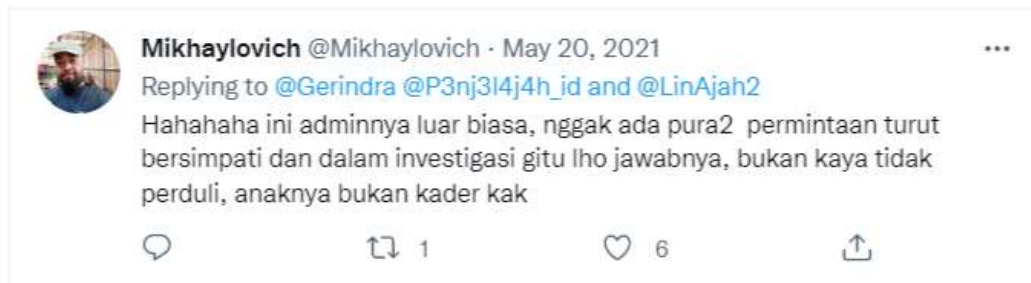 Mikhaylovich @Mikhaylovich · May 20, 2021
Replying to @Gerindra @P3nj3l4j4h_id and @LinAjah2
Hahahaha ini adminnya luar biasa, nggak ada pura2 permintaan turut
bersimpati dan dalam investigasi gitu lho jawabnya, bukan kaya tidak
perduli, anaknya bukan kader kak
1 6